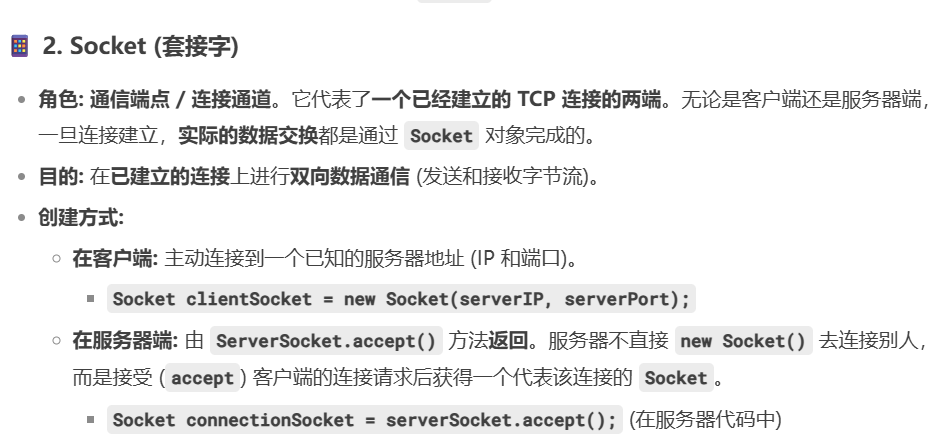 2. Socket (套接字)
角色: 通信端点 / 连接通道。它代表了一个已经建立的 TCP 连接的两端。无论是客户端还是服务器端，
一旦连接建立，实际的数据交换都是通过 Socket 对象完成的。
目的: 在已建立的连接上进行双向数据通信 (发送和接收字节流)。
创建方式:
在客户端: 主动连接到一个已知的服务器地址 (IP 和端口)。
Socket clientSocket = new Socket(serverIP, serverPort);
在服务器端: 由 ServerSocket.accept() 方法返回。服务器不直接 new Socket() 去连接别人，
而是接受 (accept) 客户端的连接请求后获得一个代表该连接的 Socket。
Socket connectionSocket = serverSocket.accept(); (在服务器代码中)